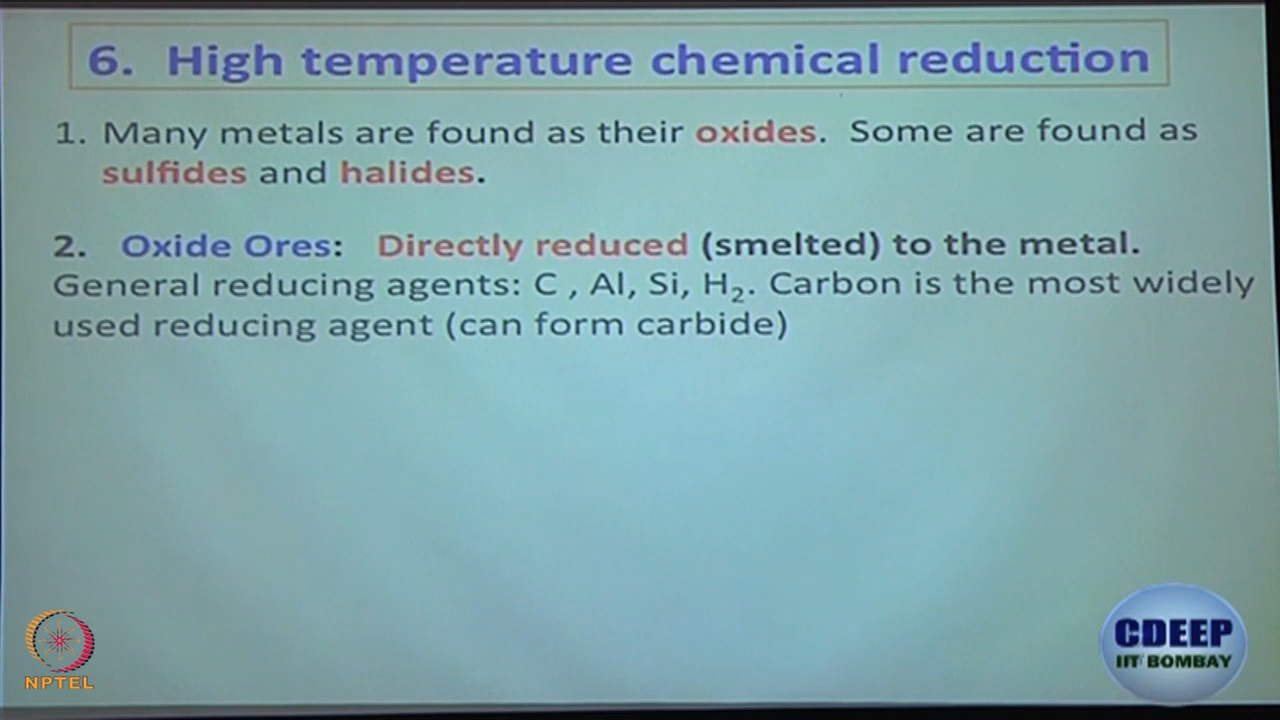 6. High temperature chemical reduction
1. Many metals are found as their oxides. Some are found as
sulfides and halides.
2. Oxide Ores: Directly reduced (smelted) to the metal.
General reducing agents: C , Al, Si, H₂. Carbon is the most widely
used reducing agent (can form carbide)
NPTEL
CDEEP
IIT BOMBAY